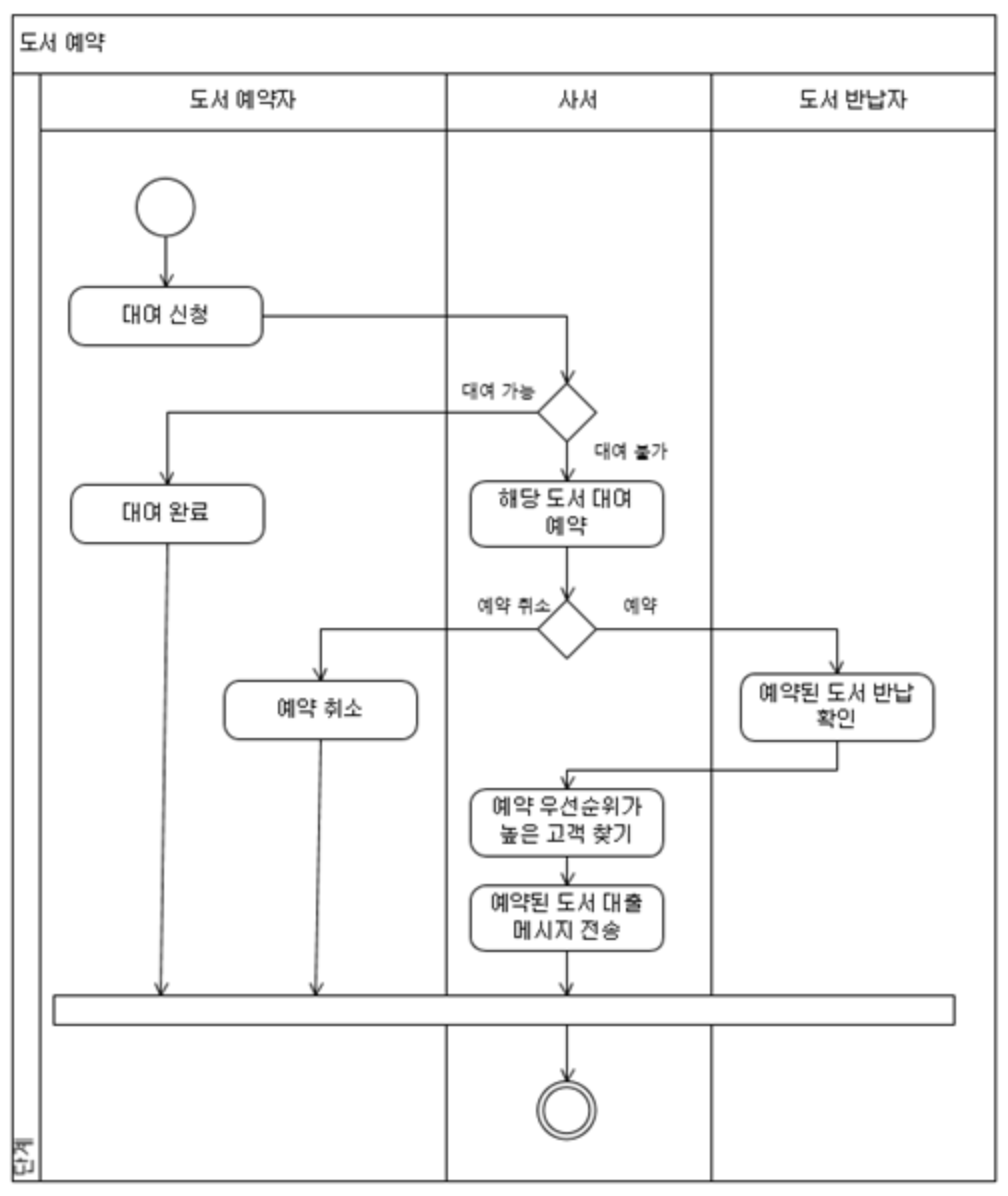 도서 예약
도서 예약자
사서
도서 반납자
대여 신청
대여 가능
대여 불가
대여 완료
해당 도서 대여
예약
예약 취소
예약
예약 취소
예약된 도서 반납
확인
예약 우선순위가
높은 고객 찾기
예약된 도서 대출
메시지 전송
단계